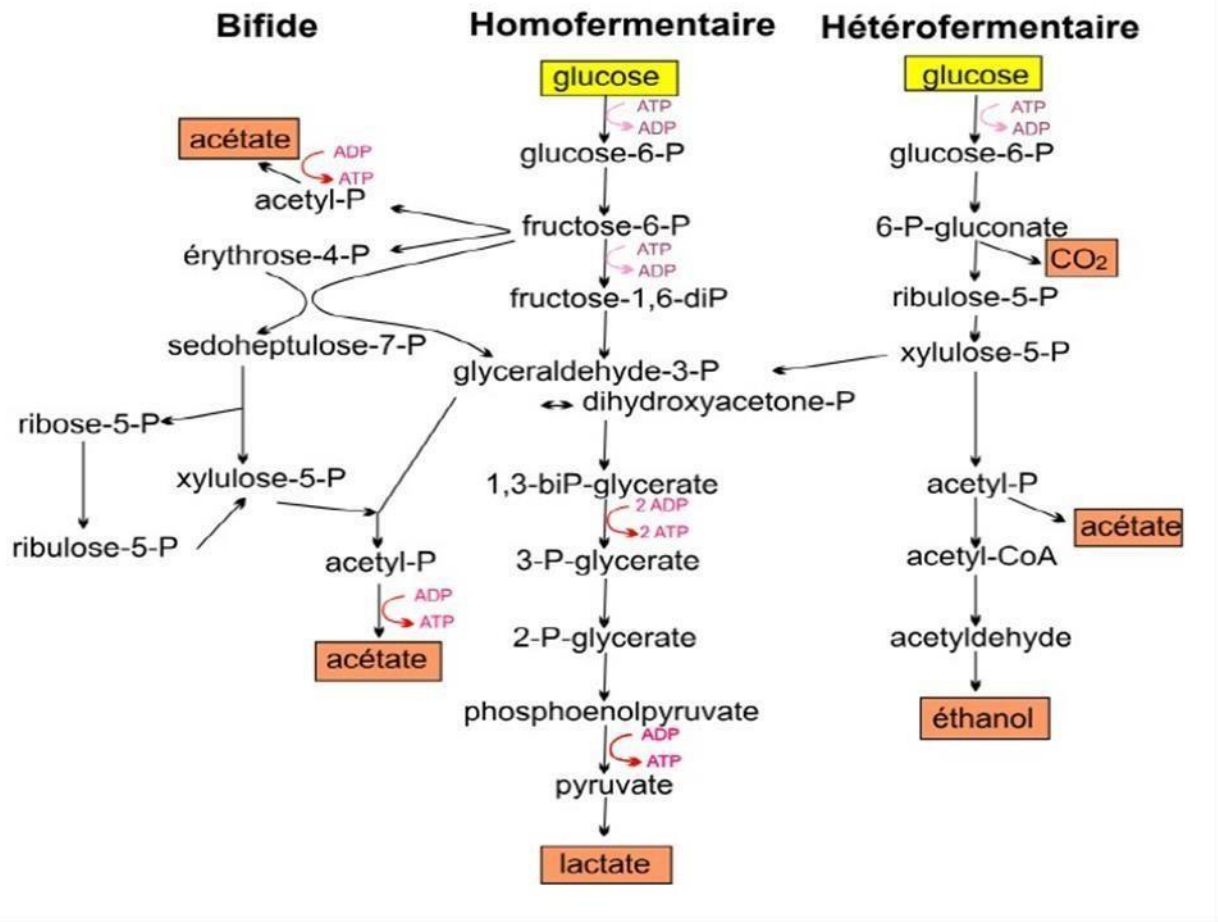 Bifide
Homofermentaire
Hétérofermentaire
glucose
glucose
ATP
ADP
ATP
ADP
acétate
ADP
ATP
glucose-6-P
glucose-6-P
acetyl-P
fructose-6-P
6-P-gluconate
érythrose-4-P
ATP
ADP
CO₂
fructose-1,6-diP
ribulose-5-P
sedoheptulose-7-P
glyceraldehyde-3-P
xylulose-5-P
dihydroxyacetone-P
ribose-5-P
xylulose-5-P
1,3-biP-glycerate
acetyl-P
2 ADP
2 ATP
acétate
ribulose-5-P
acetyl-P
3-P-glycerate
acetyl-CoA
ADP
ATP
2-P-glycerate
acetyldehyde
acétate
phosphoenolpyruvate
éthanol
ADP
ATP
pyruvate
lactate